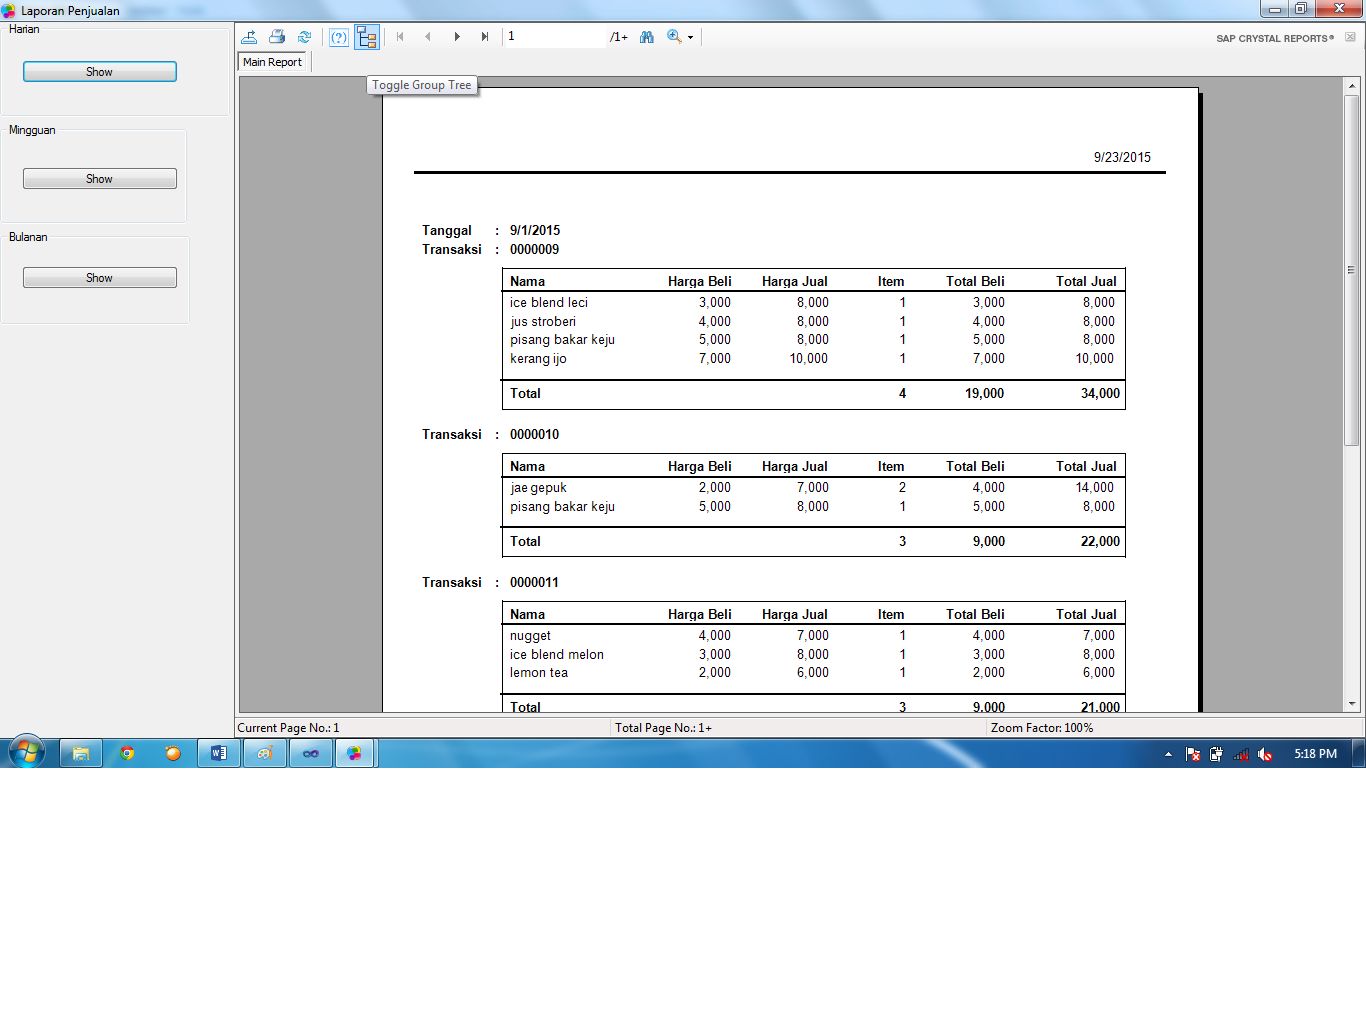 Laporan Penjualan
Harian
Show
Mingguan
Show
Bulanan
Show
(?) 1 /1+ SAP CRYSTAL REPORTS®
Main Report
Toggle Group Tree
9/23/2015
Tanggal : 9/1/2015
Transaksi : 0000009
Nama Harga Beli Harga Jual Item Total Beli Total Jual
ice blend leci 3,000 8,000 1 3,000 8,000
jus stroberi 4,000 8,000 1 4,000 8,000
pisang bakar keju 5,000 8,000 1 5,000 8,000
kerang ijo 7,000 10,000 1 7,000 10,000
Total 4 19,000 34,000
Transaksi : 0000010
Nama Harga Beli Harga Jual Item Total Beli Total Jual
jae gepuk 2,000 7,000 2 4,000 14,000
pisang bakar keju 5,000 8,000 1 5,000 8,000
Total 3 9,000 22,000
Transaksi : 0000011
Nama Harga Beli Harga Jual Item Total Beli Total Jual
nugget 4,000 7,000 1 4,000 7,000
ice blend melon 3,000 8,000 1 3,000 8,000
lemon tea 2,000 6,000 1 2,000 6,000
Total 3 9,000 21,000
Current Page No.: 1 Total Page No.: 1+ Zoom Factor: 100%
5:18 PM